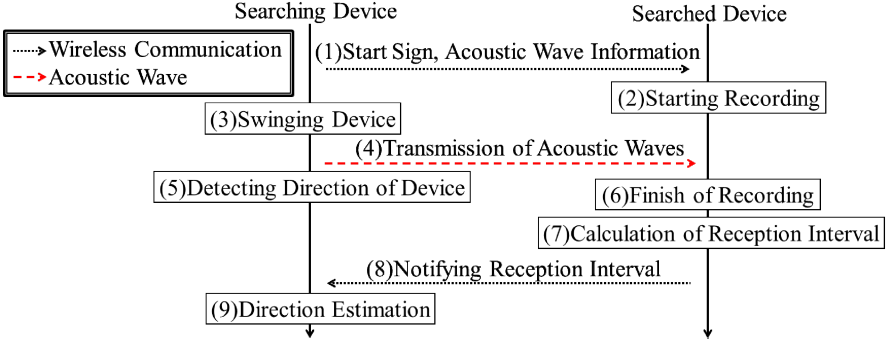 Searching Device
Searched Device
Wireless Communication
Acoustic Wave
(1)Start Sign, Acoustic Wave Information
(2)Starting Recording
(3)Swinging Device
(4)Transmission of Acoustic Waves
(5)Detecting Direction of Device
(6)Finish of Recording
(7)Calculation of Reception Interval
(8)Notifying Reception Interval
(9)Direction Estimation